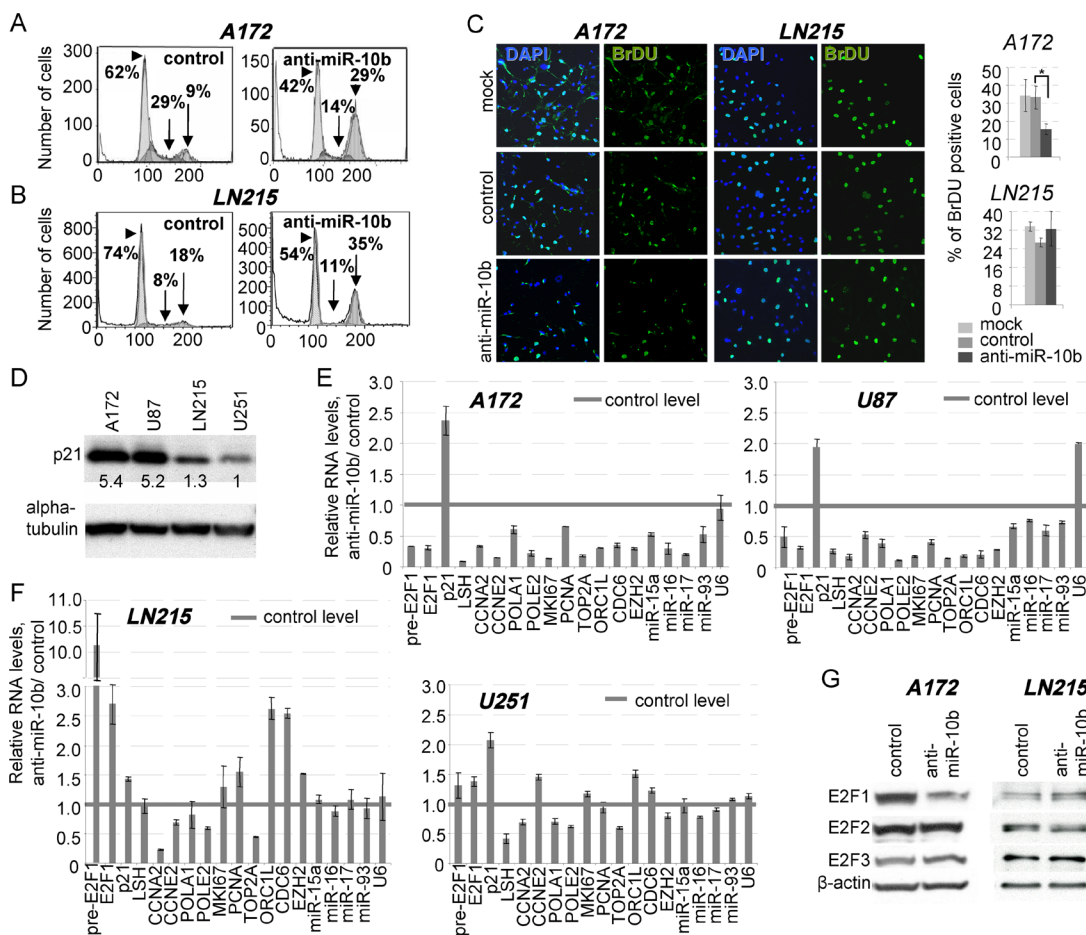 A
A172
Number of cells
300
200
100
0
control
62%
29%
9%
0 100 200
150
100
50
0
anti-miR-10b
42%
14%
29%
0 100 200
B
LN215
Number of cells
800
600
400
200
0
control
74%
8%
18%
0 100 200
500
400
300
200
100
0
anti-miR-10b
54%
11%
35%
0 100 200
C
A172
LN215
DAPI
BrDU
DAPI
BrDU
mock
control
anti-miR-10b
% of BrDU positive cells
A172
50
40
30
20
10
0
*
LN215
40
32
24
16
8
0
mock
control
anti-miR-10b
D
A172
U87
LN215
U251
p21
5.4 5.2 1.3 1
alpha-
tubulin
E
Relative RNA levels,
anti-miR-10b/ control
3.0
2.5
2.0
1.5
1.0
0.5
0
A172
control level
pre-E2F1
E2F1
p21
LSH
CCNA2
CCNE2
POLA1
POLE2
MKI67
PCNA
TOP2A
ORC1L
CDC6
EZH2
miR-15a
miR-16
miR-17
miR-93
U6
2.0
1.5
1.0
0.5
0
U87
control level
pre-E2F1
E2F1
p21
LSH
CCNA2
CCNE2
POLA1
POLE2
MKI67
PCNA
TOP2A
ORC1L
CDC6
EZH2
miR-15a
miR-16
miR-17
miR-93
U6
F
Relative RNA levels,
anti-miR-10b/ control
11.0
10.5
10.0
3.0
2.5
2.0
1.5
1.0
0.5
0
LN215
control level
pre-E2F1
E2F1
p21
LSH
CCNA2
CCNE2
POLA1
POLE2
MKI67
PCNA
TOP2A
ORC1L
CDC6
EZH2
miR-15a
miR-16
miR-17
miR-93
U6
3.0
2.5
2.0
1.5
1.0
0.5
0
U251
control level
pre-E2F1
E2F1
p21
LSH
CCNA2
CCNE2
POLA1
POLE2
MKI67
PCNA
TOP2A
ORC1L
CDC6
EZH2
miR-15a
miR-16
miR-17
miR-93
U6
G
A172
LN215
control
anti-
miR-10b
control
anti-
miR-10b
E2F1
E2F2
E2F3
β-actin